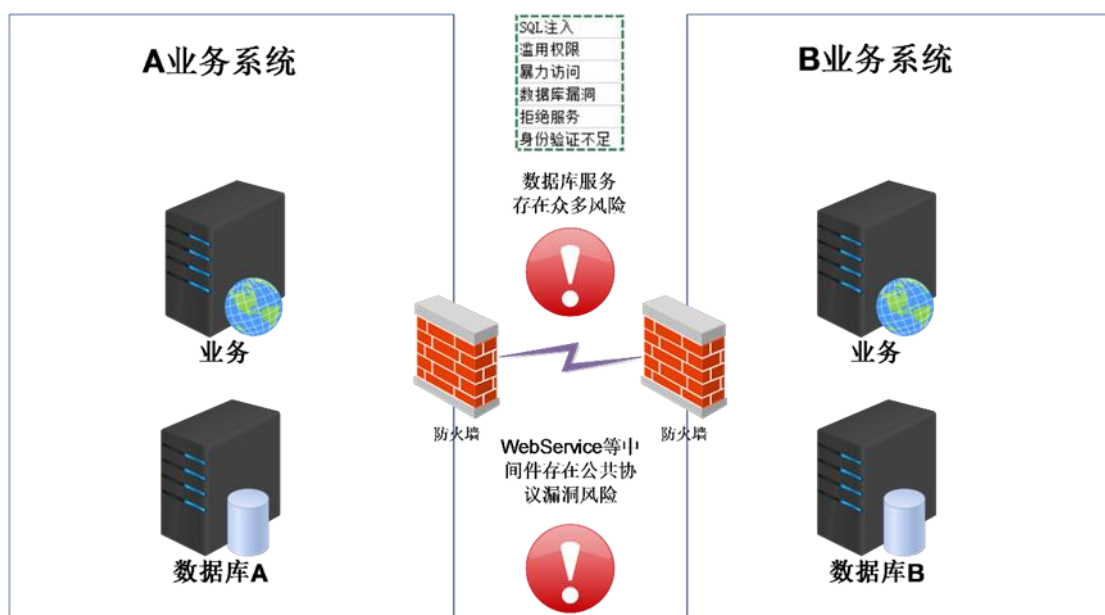 A业务系统
SQL注入
滥用权限
暴力访问
数据库漏洞
拒绝服务
身份验证不足
B业务系统
数据库服务
存在众多风险
业务
业务
防火墙
防火墙
WebService等中
间件存在公共协
议漏洞风险
数据库A
数据库B